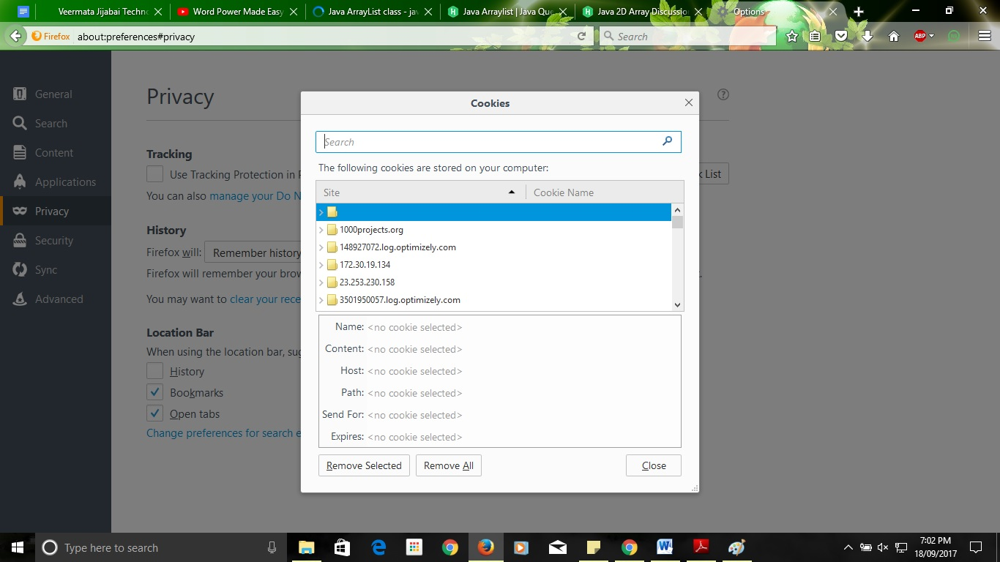 Veermata Jijabai Techno
Word Power Made Easy
Java ArrayList class - jav
Java Arraylist | Java Que
Java 2D Array Discussio
Options
Firefox
about:preferences#privacy
Search
ABP
General
Search
Content
Applications
Privacy
Security
Sync
Advanced
Privacy
Tracking
Use Tracking Protection in P
k List
You can also manage your Do N
History
Firefox will: Remember history
Firefox will remember your brow
You may want to clear your rece
Location Bar
When using the location bar, sug
History
Bookmarks
Open tabs
Change preferences for search e
Cookies
Search
The following cookies are stored on your computer:
Site Cookie Name
1000projects.org
148927072.log.optimizely.com
172.30.19.134
23.253.230.158
3501950057.log.optimizely.com
Name: <no cookie selected>
Content: <no cookie selected>
Host: <no cookie selected>
Path: <no cookie selected>
Send For: <no cookie selected>
Expires: <no cookie selected>
Remove Selected Remove All Close
Type here to search
7:02 PM
18/09/2017